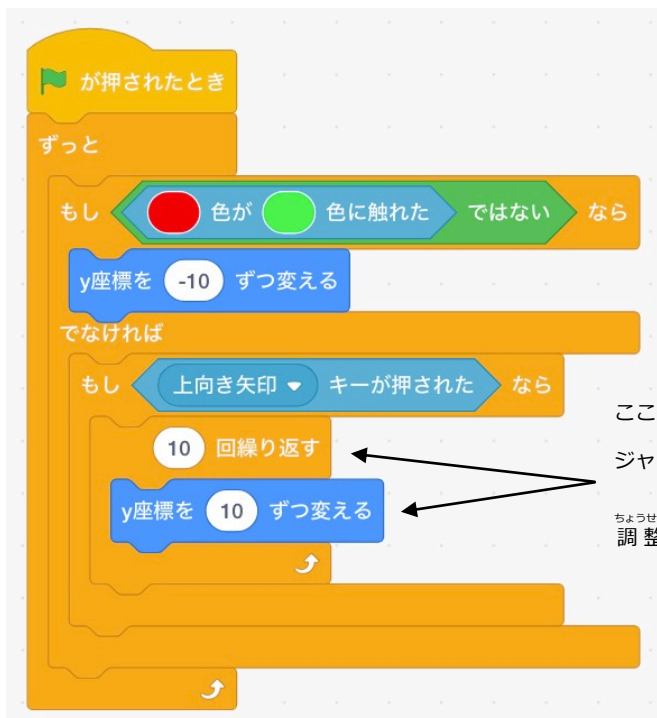 が押されたとき
ずっと
もし 色が 色に触れた ではない なら
y座標を -10 ずつ変える
でなければ
もし 上向き矢印 キーが押された なら
10 回繰り返す
y座標を 10 ずつ変える
ここ
ジャ
ちょうせ
調整